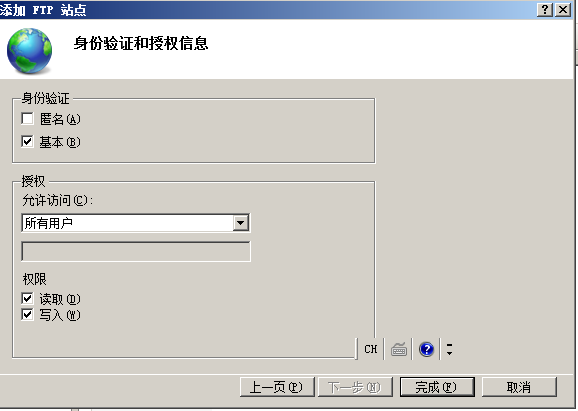 添加 FTP 站点
身份验证和授权信息
身份验证
匿名(A)
基本(B)
授权
允许访问(C):
所有用户
权限
读取(D)
写入(W)
CH
上一页(P)
下一步(N)
完成(F)
取消